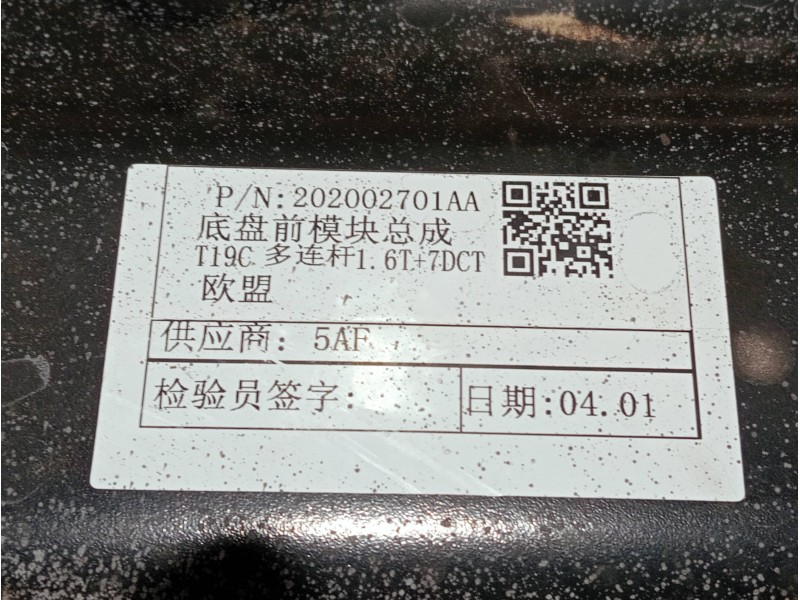 P/N:202002701AA
底盘前模块总成
T19C 多连杆1.6T+7DCT
欧盟
供应商: 5AF
检验员签字:
日期:04.01